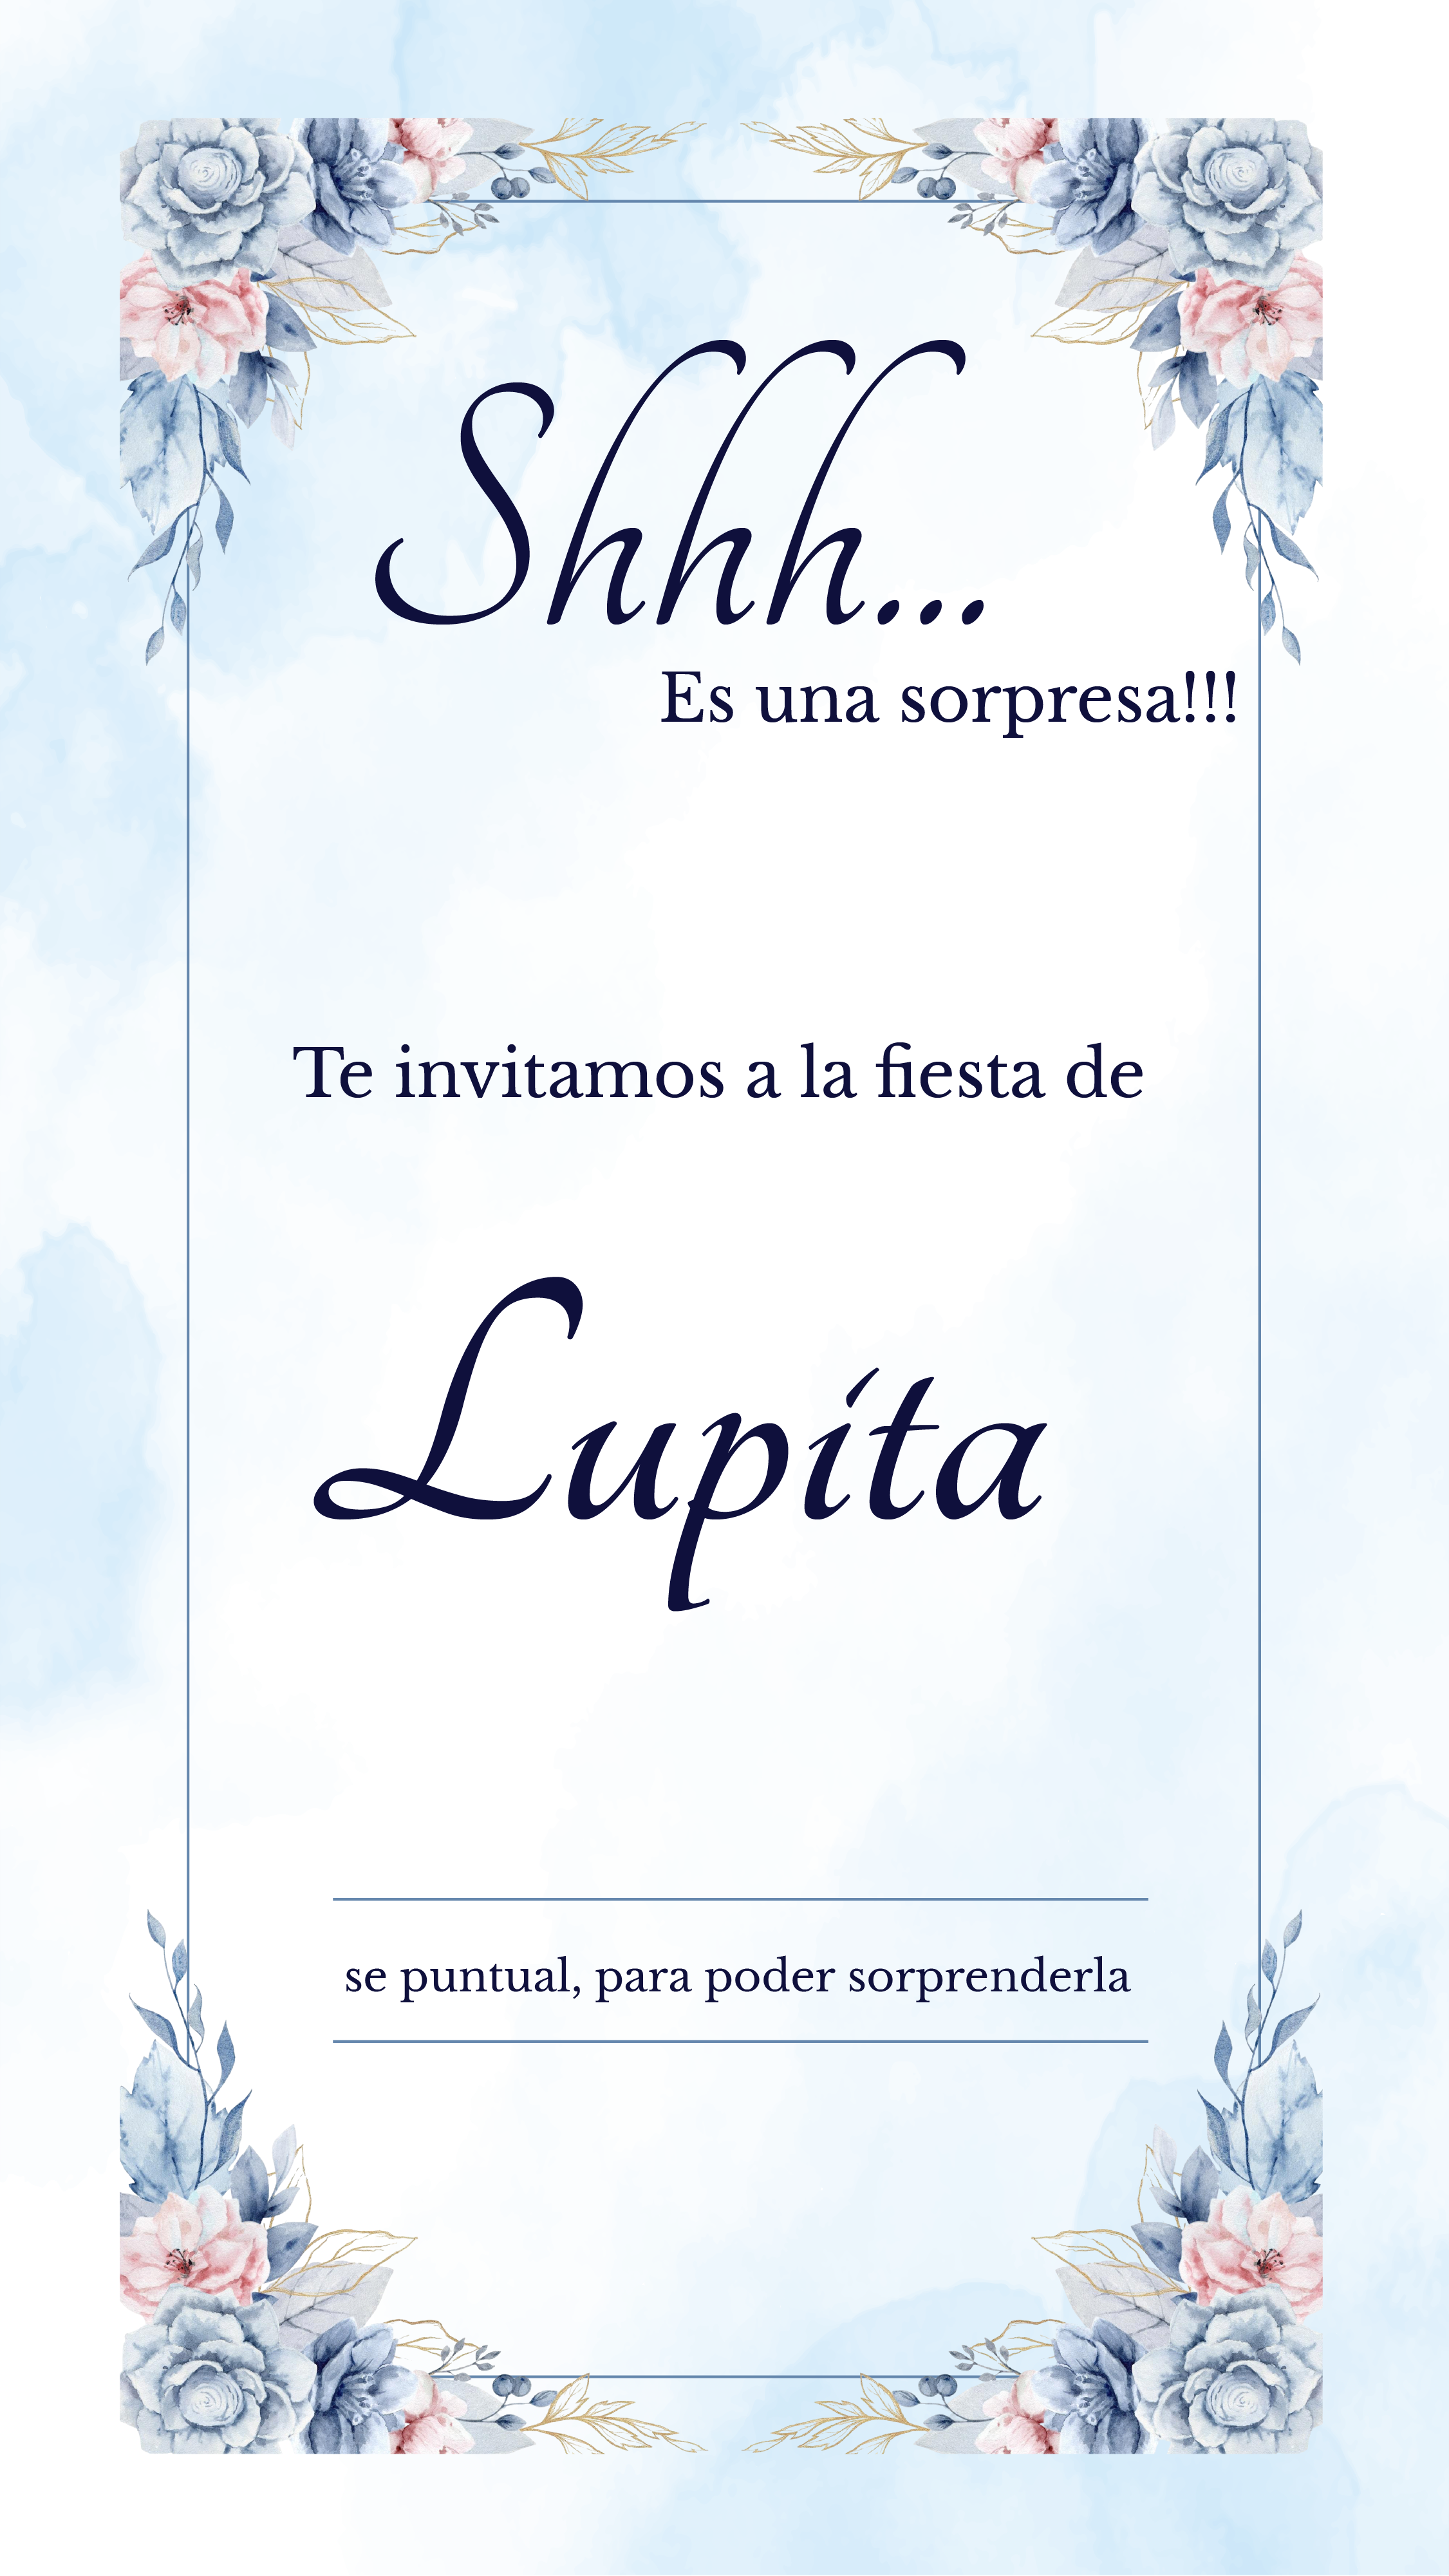 Shhh...
Es una sorpresa!!!
Te invitamos a la fiesta de
Lupita
se puntual, para poder sorprenderla